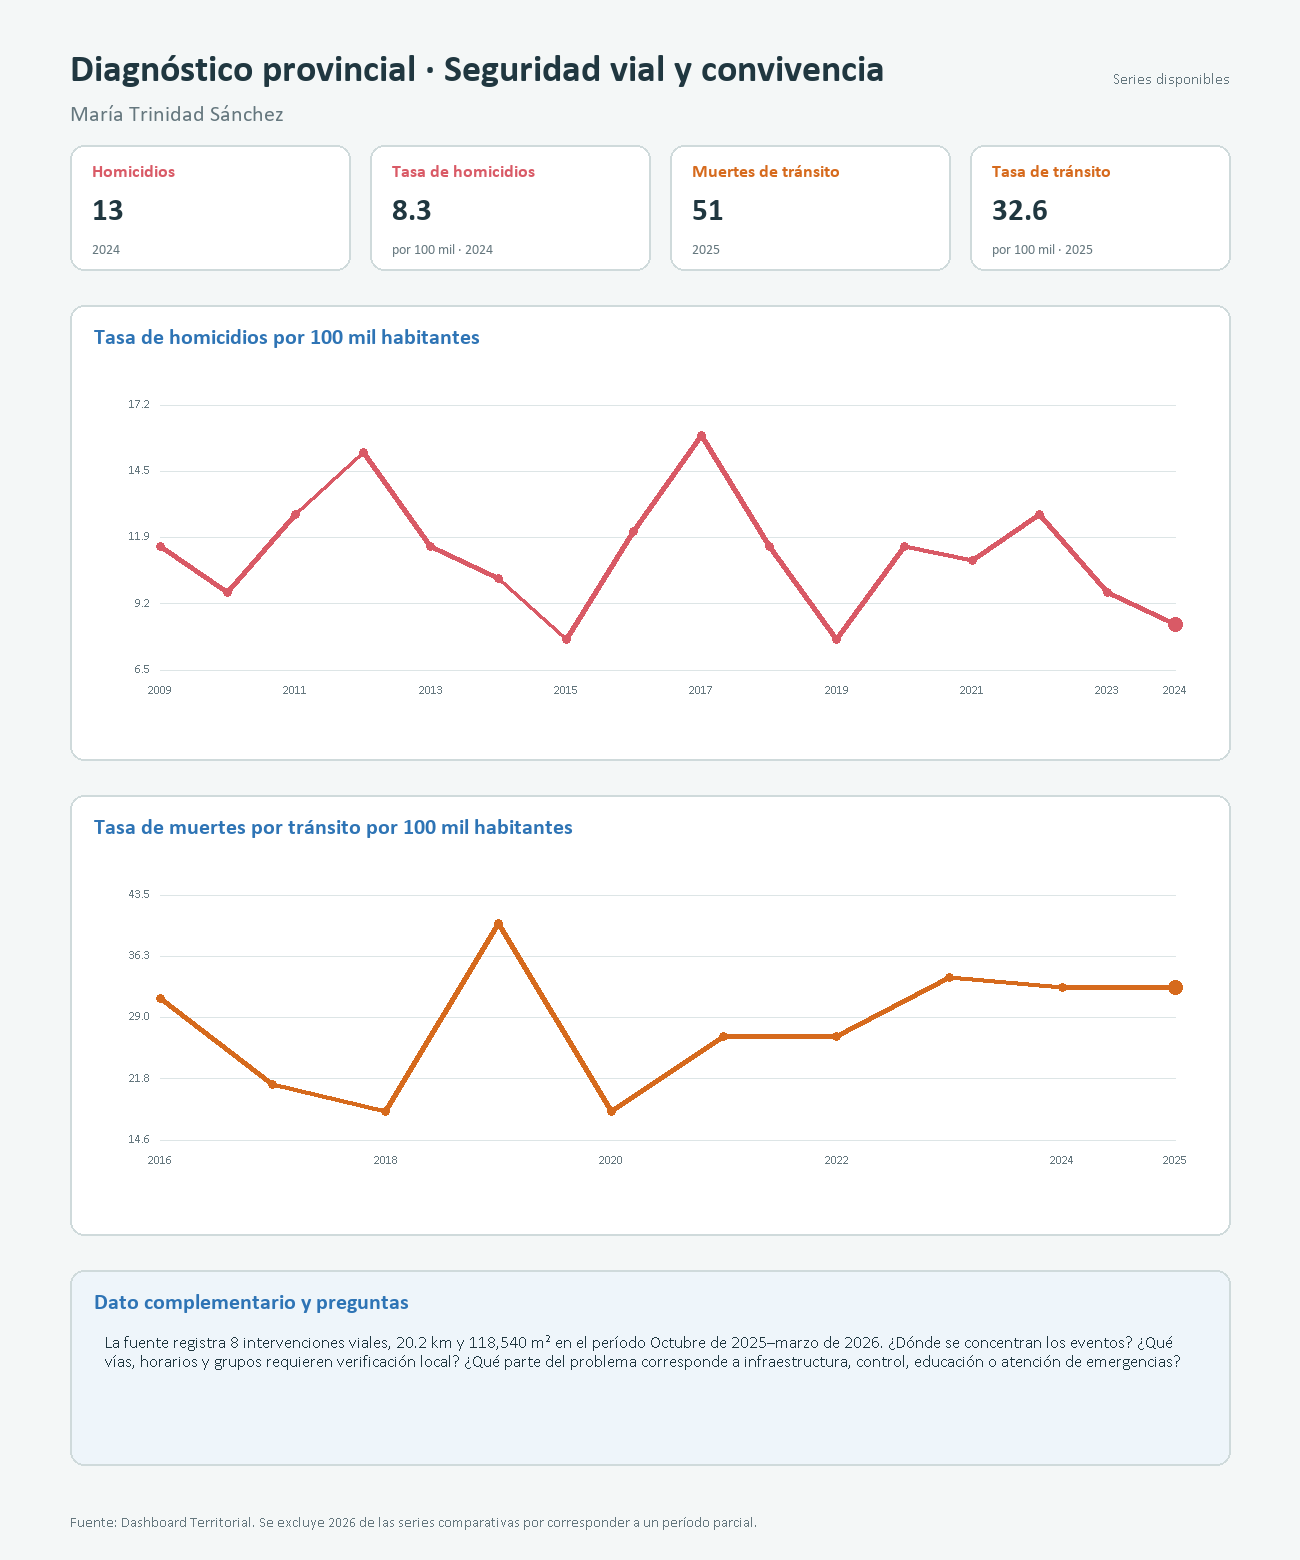 Diagnóstico provincial · Seguridad vial y convivencia
Series disponibles
María Trinidad Sánchez
Homicidios
13
2024
Tasa de homicidios
8.3
por 100 mil · 2024
Muertes de tránsito
51
2025
Tasa de tránsito
32.6
por 100 mil · 2025
Tasa de homicidios por 100 mil habitantes
17.2
14.5
11.9
9.2
6.5
2009 2011 2013 2015 2017 2019 2021 2023 2024
Tasa de muertes por tránsito por 100 mil habitantes
43.5
36.3
29.0
21.8
14.6
2016 2018 2020 2022 2024 2025
Dato complementario y preguntas
La fuente registra 8 intervenciones viales, 20.2 km y 118,540 m² en el período Octubre de 2025–marzo de 2026. ¿Dónde se concentran los eventos? ¿Qué
vías, horarios y grupos requieren verificación local? ¿Qué parte del problema corresponde a infraestructura, control, educación o atención de emergencias?
Fuente: Dashboard Territorial. Se excluye 2026 de las series comparativas por corresponder a un período parcial.